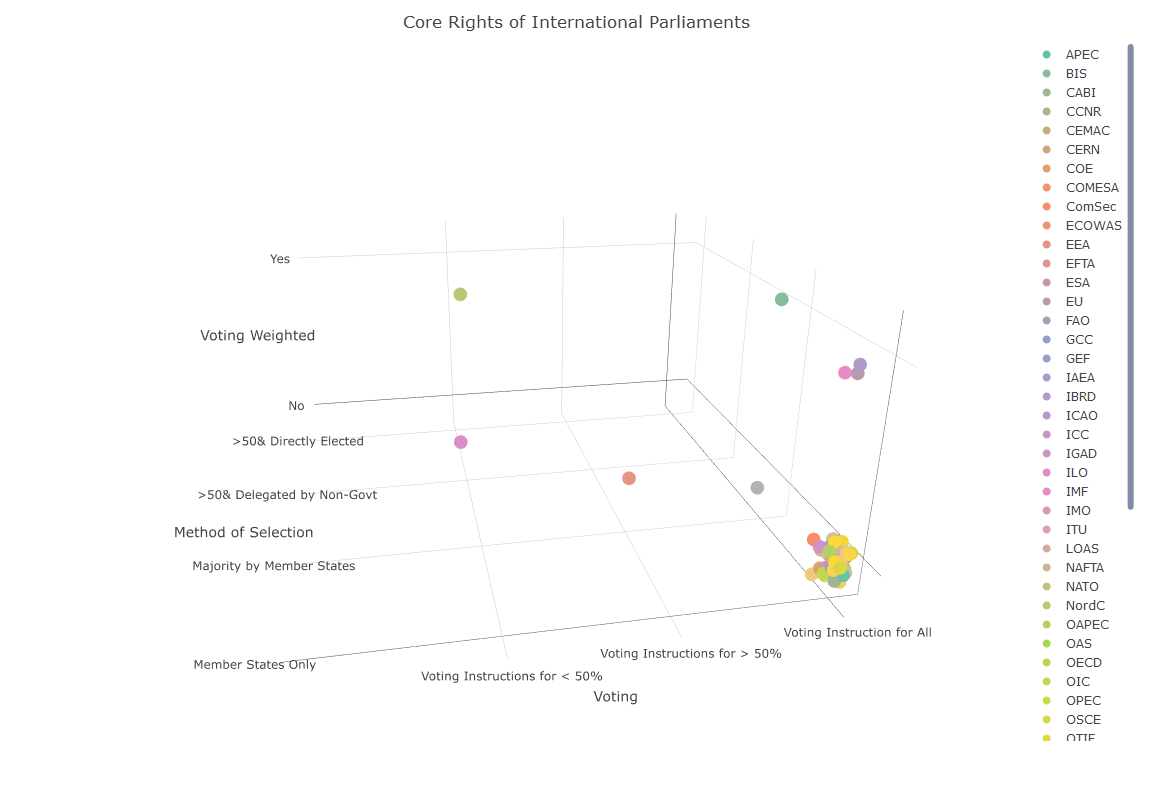 Core Rights of International Parliaments
APEC
BIS
CABI
CCNR
CEMAC
CERN
COE
COMESA
ComSec
ECOWAS
EEA
EFTA
ESA
EU
FAO
GCC
GEF
IAEA
IBRD
ICAO
ICC
IGAD
ILO
IMF
IMO
ITU
LOAS
NAFTA
NATO
NordC
OAPEC
OAS
OECD
OIC
OPEC
OSCE
OTIF
Yes
Voting Weighted
No
>50& Directly Elected
>50& Delegated by Non-Govt
Method of Selection
Majority by Member States
Member States Only
Voting Instruction for All
Voting Instructions for > 50%
Voting Instructions for < 50%
Voting